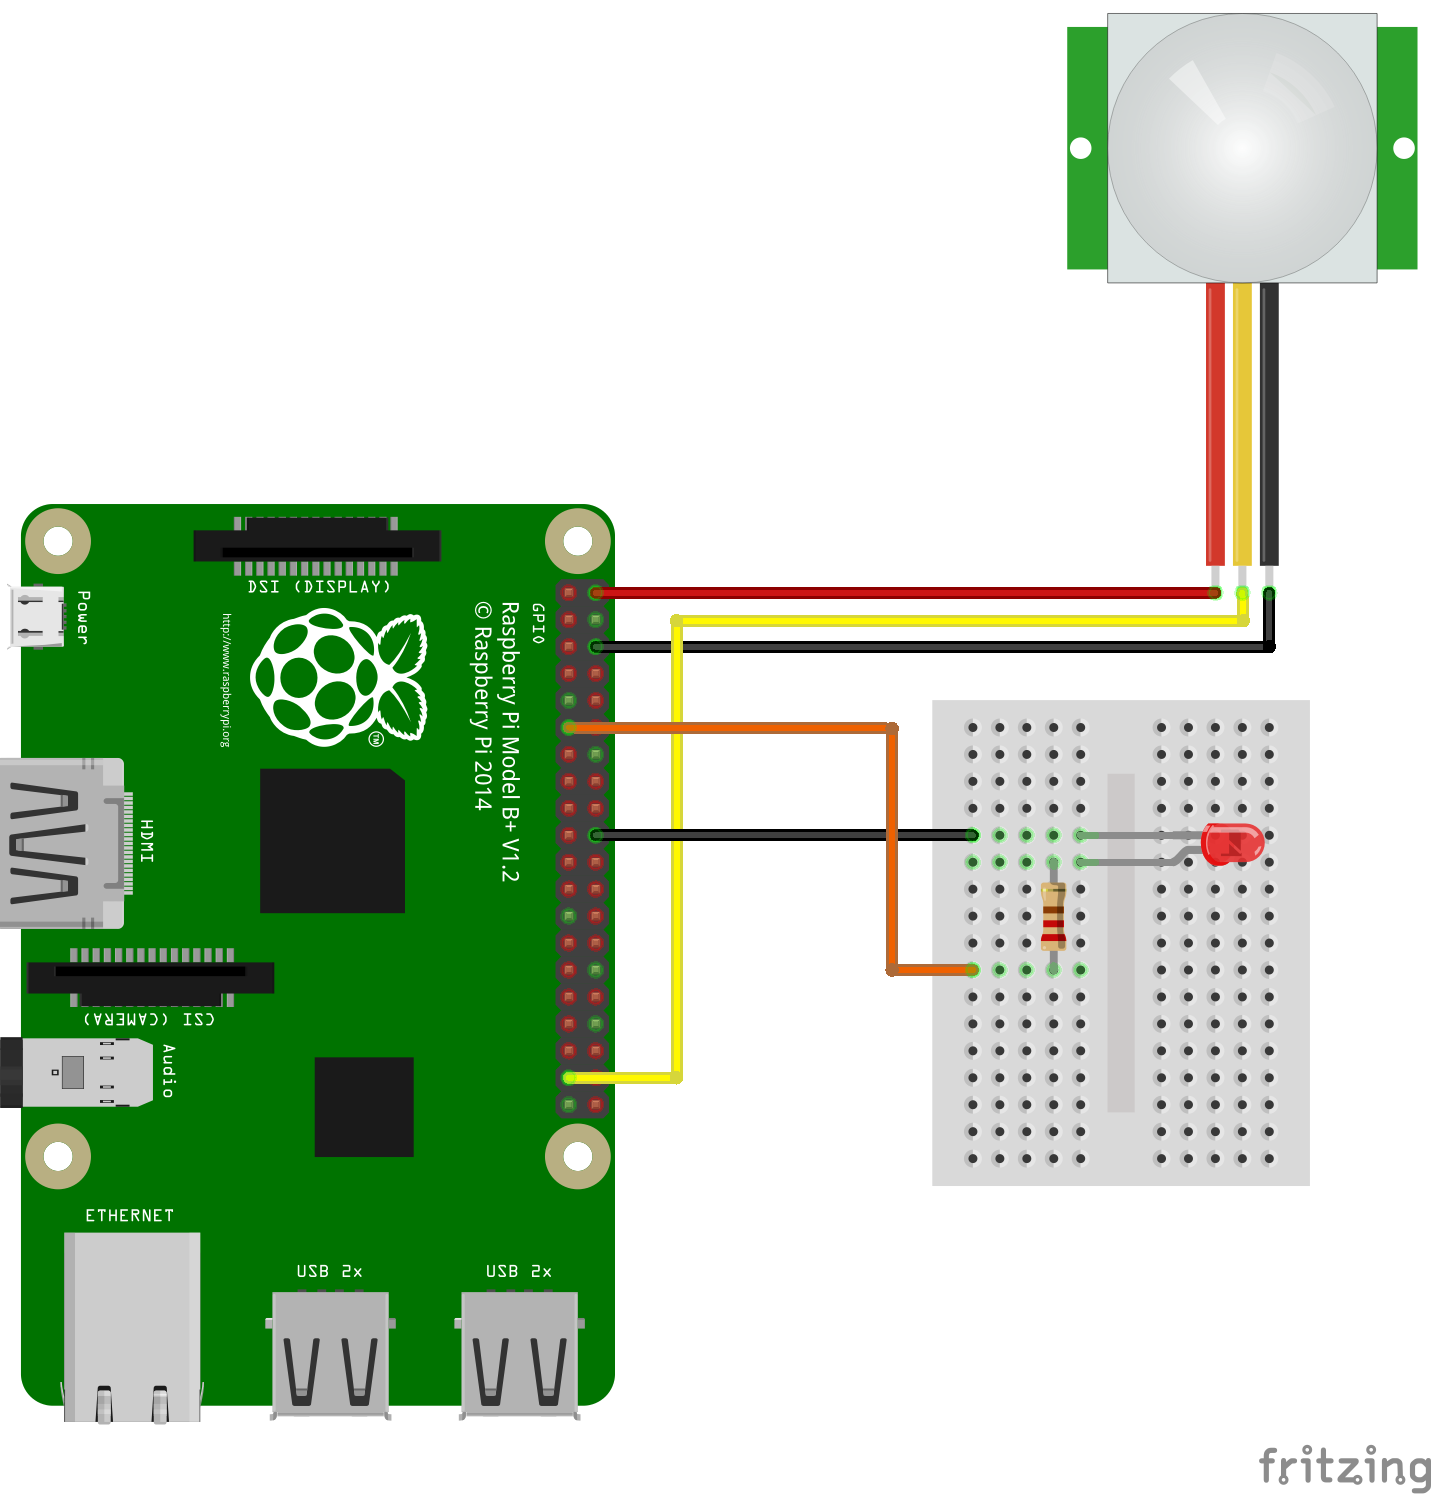 DSI (DISPLAY)
Power
http://www.raspberrypi.org
TM
GPIO
Raspberry Pi Model B+ V1.2
© Raspberry Pi 2014
HDMI
CSI (CAMERA)
Audio
ETHERNET
USB 2x
USB 2x
fritzing